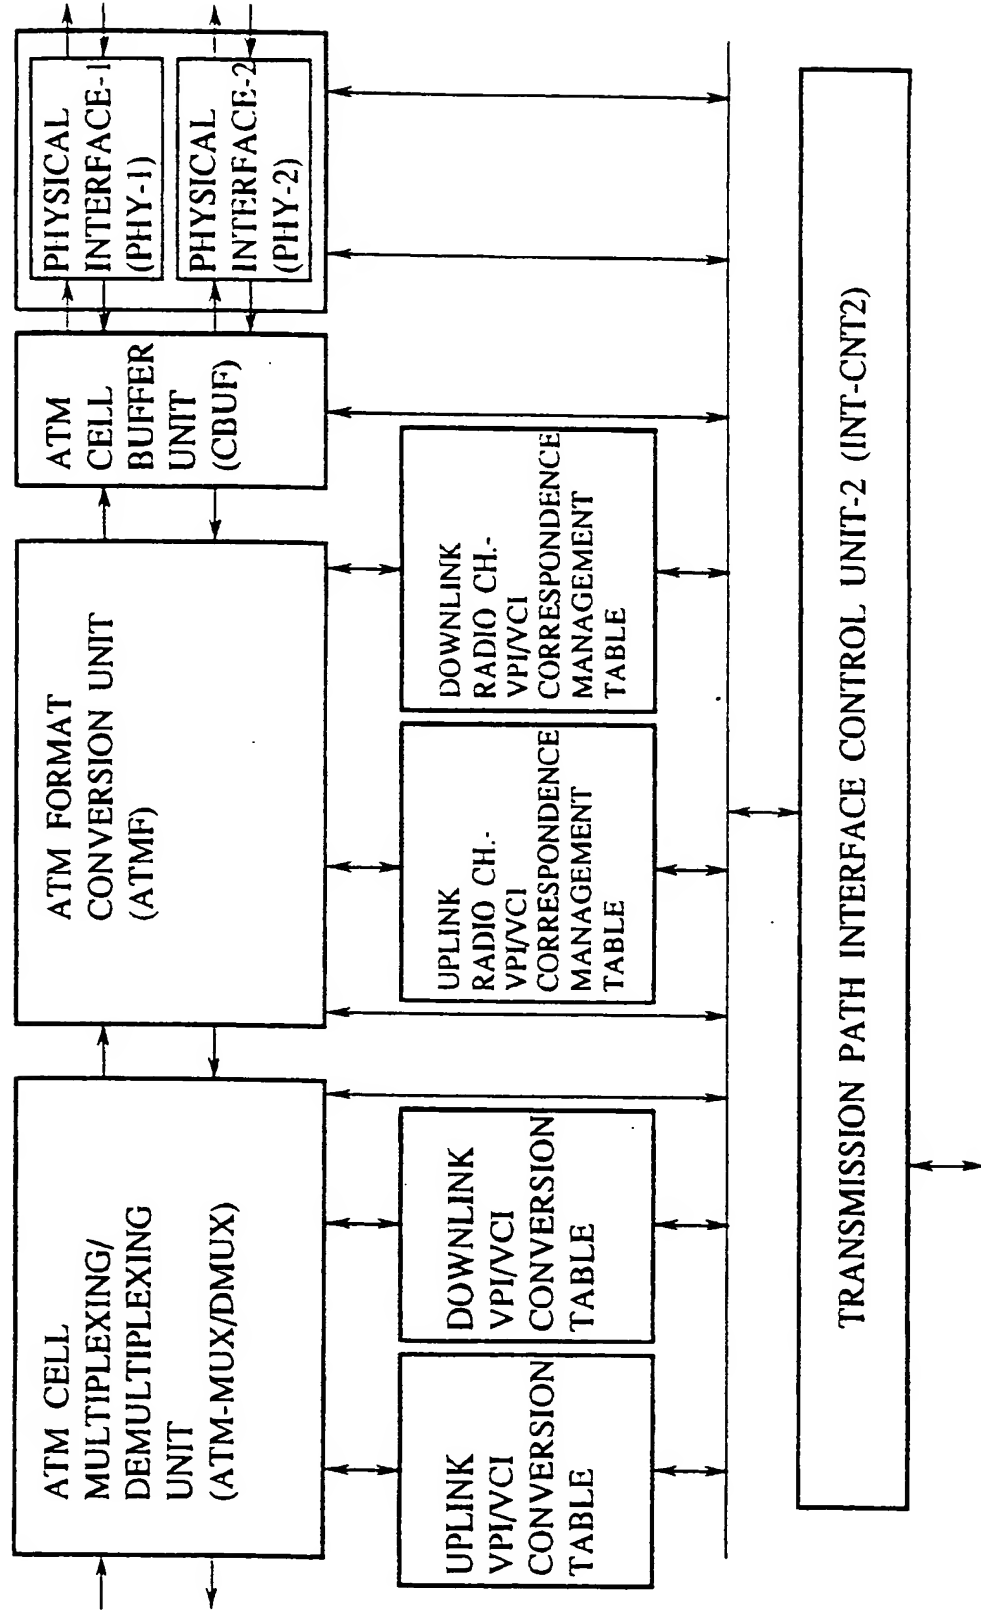 ATM CELL
MULTIPLEXING/
DEMULTIPLEXING
UNIT
(ATM-MUX/DMUX)
ATM FORMAT
CONVERSION UNIT
(ATMF)
ATM
CELL
BUFFER
UNIT
(CBUF)
PHYSICAL
INTERFACE-1
(PHY-1)
PHYSICAL
INTERFACE-2
(PHY-2)
UPLINK
VPI/VCI
CONVERSION
TABLE
DOWNLINK
VPI/VCI
CONVERSION
TABLE
UPLINK
RADIO CH.-
VPI/VCI
CORRESPONDENCE
MANAGEMENT
TABLE
DOWNLINK
RADIO CH.-
VPI/VCI
CORRESPONDENCE
MANAGEMENT
TABLE
TRANSMISSION PATH INTERFACE CONTROL UNIT-2 (INT-CNT2)